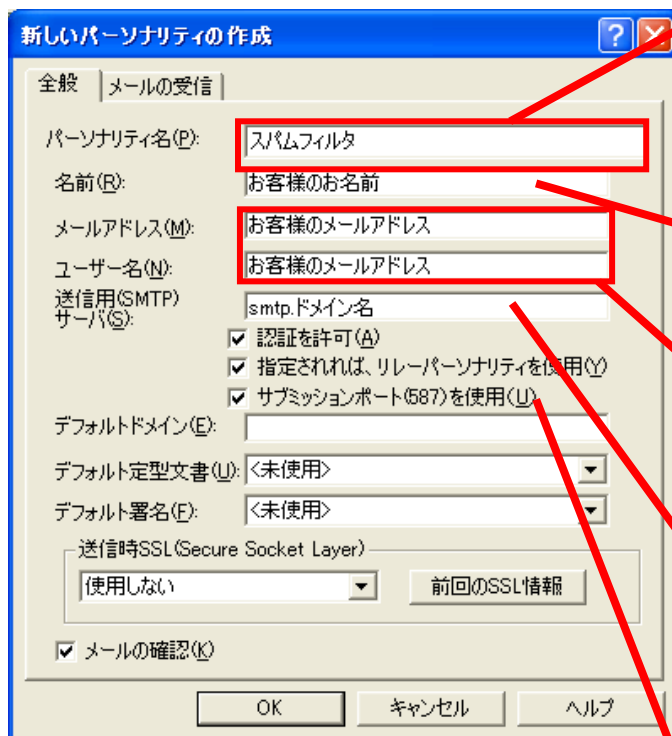 新しいパーソナリティの作成
全般 メールの受信
パーソナリティ名(P): スパムフィルタ
名前(R): お客様のお名前
メールアドレス(M): お客様のメールアドレス
ユーザー名(N): お客様のメールアドレス
送信用(SMTP)
サーバ(S): smtp.ドメイン名
認証を許可(A)
指定されれば、リレーパーソナリティを使用(Y)
サブミッションポート(587)を使用(U)
デフォルトドメイン(E):
デフォルト定型文書(U): <未使用>
デフォルト署名(F): <未使用>
送信時SSL(Secure Socket Layer)
使用しない 前回のSSL情報
メールの確認(K)
OK キャンセル ヘルプ